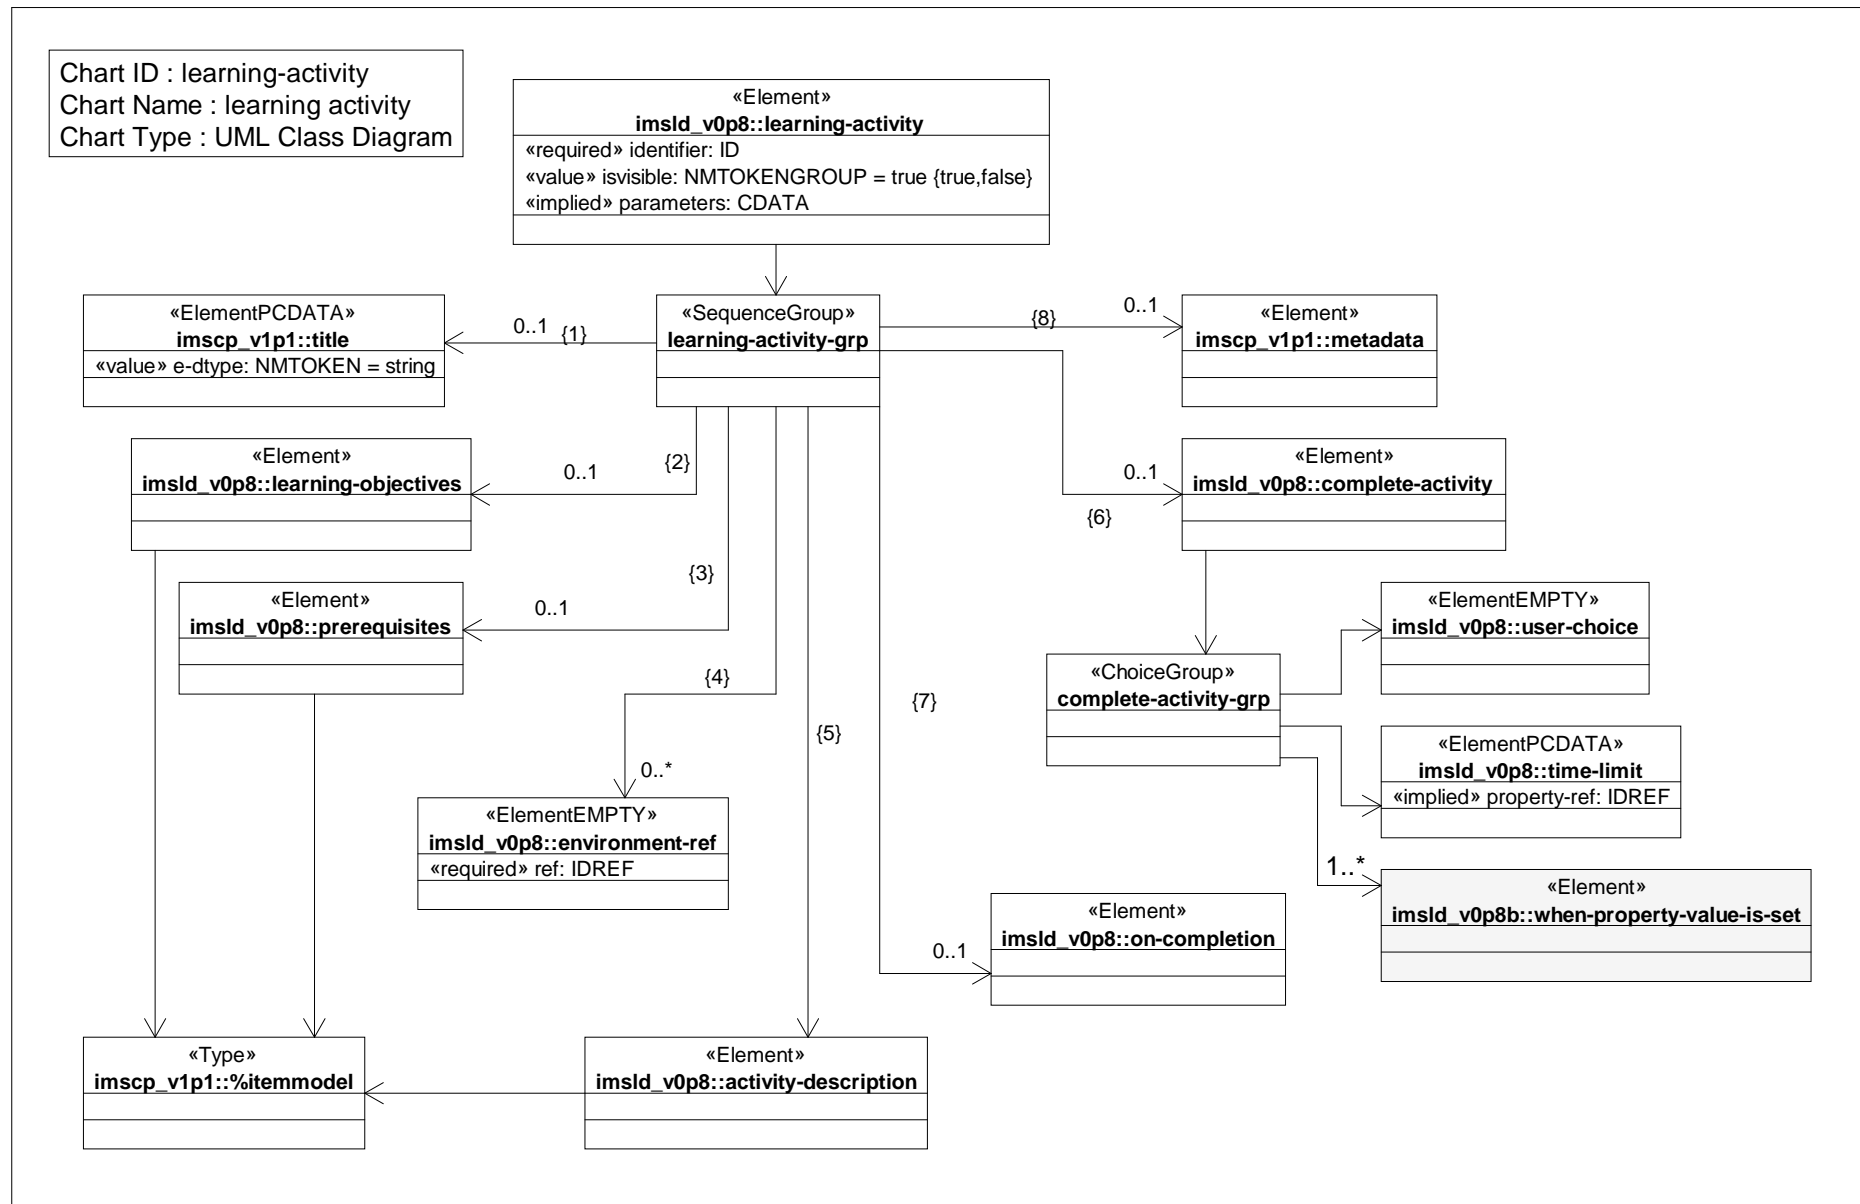 Chart ID : learning-activity
Chart Name : learning activity
Chart Type : UML Class Diagram
«Element»
imsld_v0p8::learning-activity
«required» identifier: ID
«value» isvisible: NMTOKENGROUP = true {true,false}
«implied» parameters: CDATA
«ElementPCDATA»
imscp_v1p1::title
«value» e-dtype: NMTOKEN = string
0..1
{1}
«SequenceGroup»
learning-activity-grp
{8}
0..1
«Element»
imscp_v1p1::metadata
«Element»
imsld_v0p8::learning-objectives
0..1
{2}
0..1
{6}
«Element»
imsld_v0p8::complete-activity
«Element»
imsld_v0p8::prerequisites
0..1
{3}
«ElementEMPTY»
imsld_v0p8::user-choice
{4}
{5}
{7}
«ChoiceGroup»
complete-activity-grp
«ElementPCDATA»
imsld_v0p8::time-limit
«implied» property-ref: IDREF
0..*
«ElementEMPTY»
imsld_v0p8::environment-ref
«required» ref: IDREF
1..*
«Element»
imsld_v0p8b::when-property-value-is-set
0..1
«Element»
imsld_v0p8::on-completion
«Type»
imscp_v1p1::%itemmodel
«Element»
imsld_v0p8::activity-description